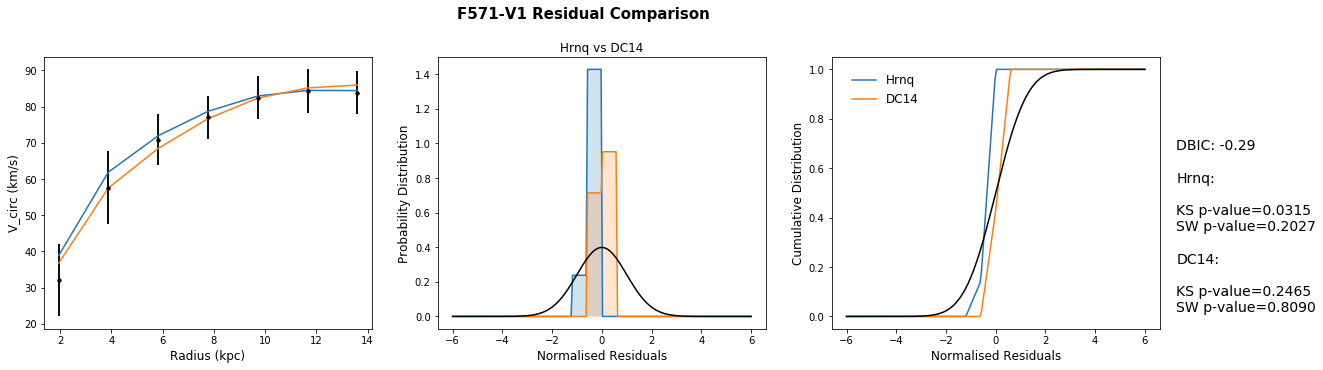 F571-V1 Residual Comparison
Hrnq vs DC14
90
80
70
60
50
40
30
20
V_circ (km/s)
2
4
6
8
10
12
14
Radius (kpc)
1.4
1.2
1.0
0.8
0.6
0.4
0.2
0.0
Probability Distribution
−6
−4
−2
0
2
4
6
Normalised Residuals
1.0
0.8
0.6
0.4
0.2
0.0
Cumulative Distribution
Hrnq
DC14
−6
−4
−2
0
2
4
6
Normalised Residuals
DBIC: -0.29
Hrnq:
KS p-value=0.0315
SW p-value=0.2027
DC14:
KS p-value=0.2465
SW p-value=0.8090